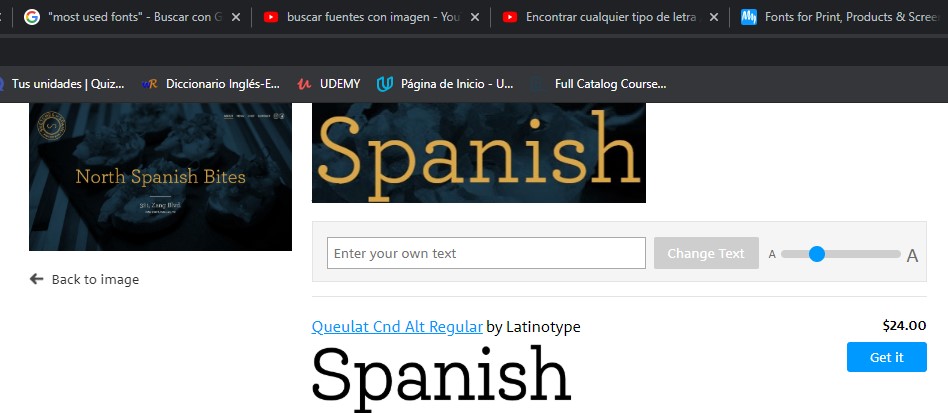 "most used fonts" - Buscar con G
buscar fuentes con imagen - You
Encontrar cualquier tipo de letra
Fonts for Print, Products & Scree
Tus unidades | Quiz...
Diccionario Inglés-E...
UDEMY
Página de Inicio - U...
Full Catalog Course...
North Spanish Bites
Spanish
Enter your own text
Change Text
A
A
Back to image
Queulat Cnd Alt Regular by Latinotype
$24.00
Get it
Spanish